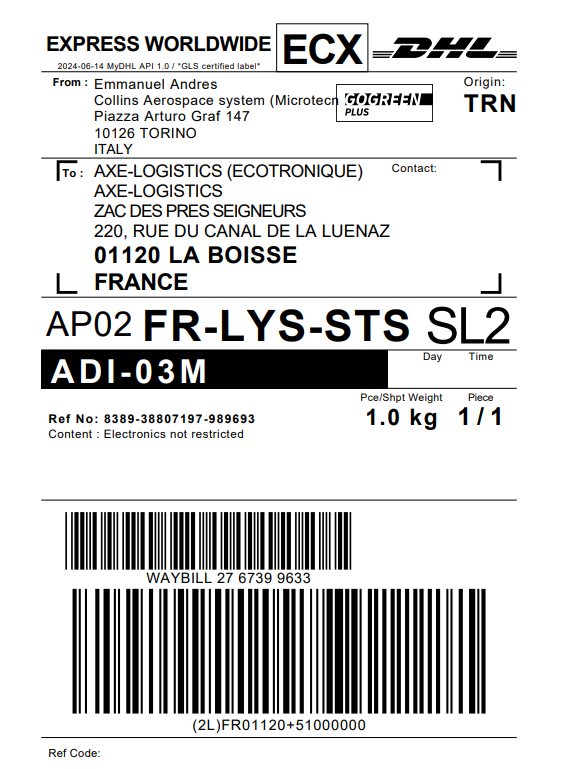 EXPRESS WORLDWIDE
ECX
DHL
2024-06-14 MyDHL API 1.0 / *GLS certified label*
From : Emmanuel Andres
Collins Aerospace system (Microtecn
Piazza Arturo Graf 147
10126 TORINO
ITALY
GOGREEN
PLUS
Origin:
TRN
To : AXE-LOGISTICS (ECOTRONIQUE)
AXE-LOGISTICS
ZAC DES PRES SEIGNEURS
220, RUE DU CANAL DE LA LUENAZ
01120 LA BOISSE
FRANCE
Contact:
AP02 FR-LYS-STS SL2
ADI-03M
Day Time
Pce/Shpt Weight Piece
1.0 kg 1 / 1
Ref No: 8389-38807197-989693
Content : Electronics not restricted
WAYBILL 27 6739 9633
(2L)FR01120+51000000
Ref Code: